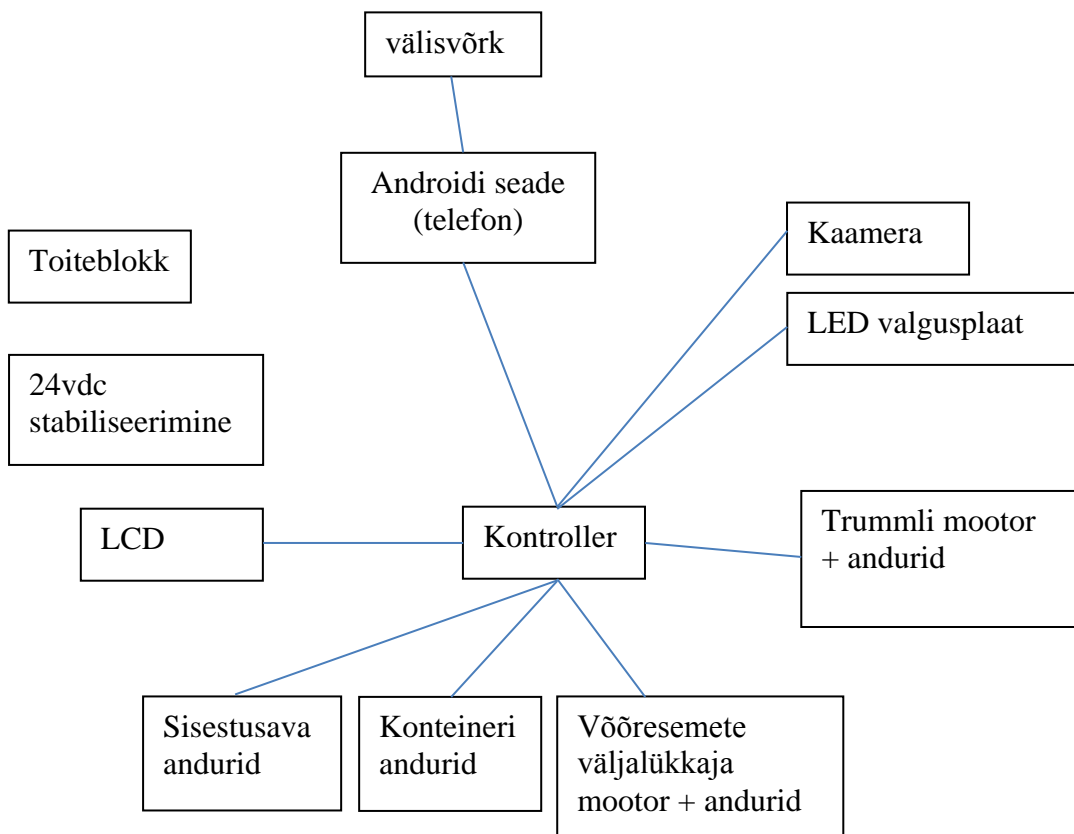 välisvõrk
Androidi seade
(telefon)
Kaamera
Toiteblokk
LED valgusplaat
24vdc
stabiliseerimine
LCD
Kontroller
Trummli mootor
+ andurid
Sisestusava
andurid
Konteineri
andurid
Võõresemete
väljalükkaja
mootor + andurid